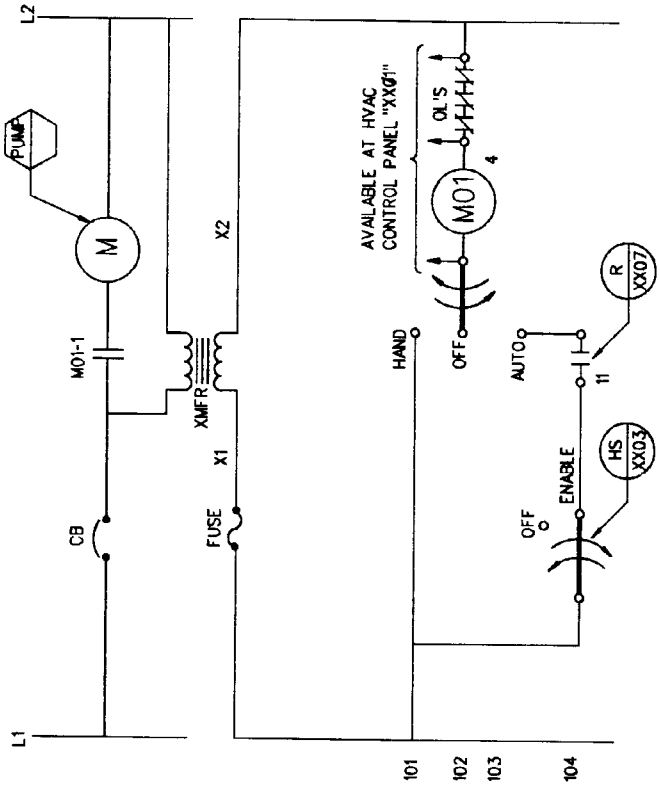 L1
L2
PUMP
CB
M01-1
M
XMFR
X1
X2
FUSE
AVAILABLE AT HVAC
CONTROL PANEL "XX01"
101
HAND
102
OFF
M01
OL'S
4
103
AUTO
OFF
104
ENABLE
11
HS
XX03
R
XX07